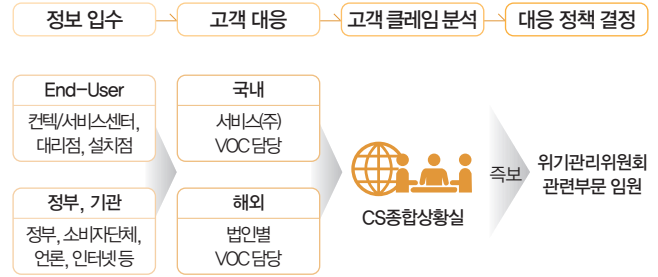 정보 입수
고객 대응
고객 클레임 분석
대응 정책 결정
End-User
컨텍/서비스센터,
대리점, 설치점
정부, 기관
정부, 소비자단체,
언론, 인터넷 등
국내
서비스(주)
VOC 담당
해외
법인별
VOC 담당
CS종합상황실
즉보
위기관리위원회
관련부문 임원